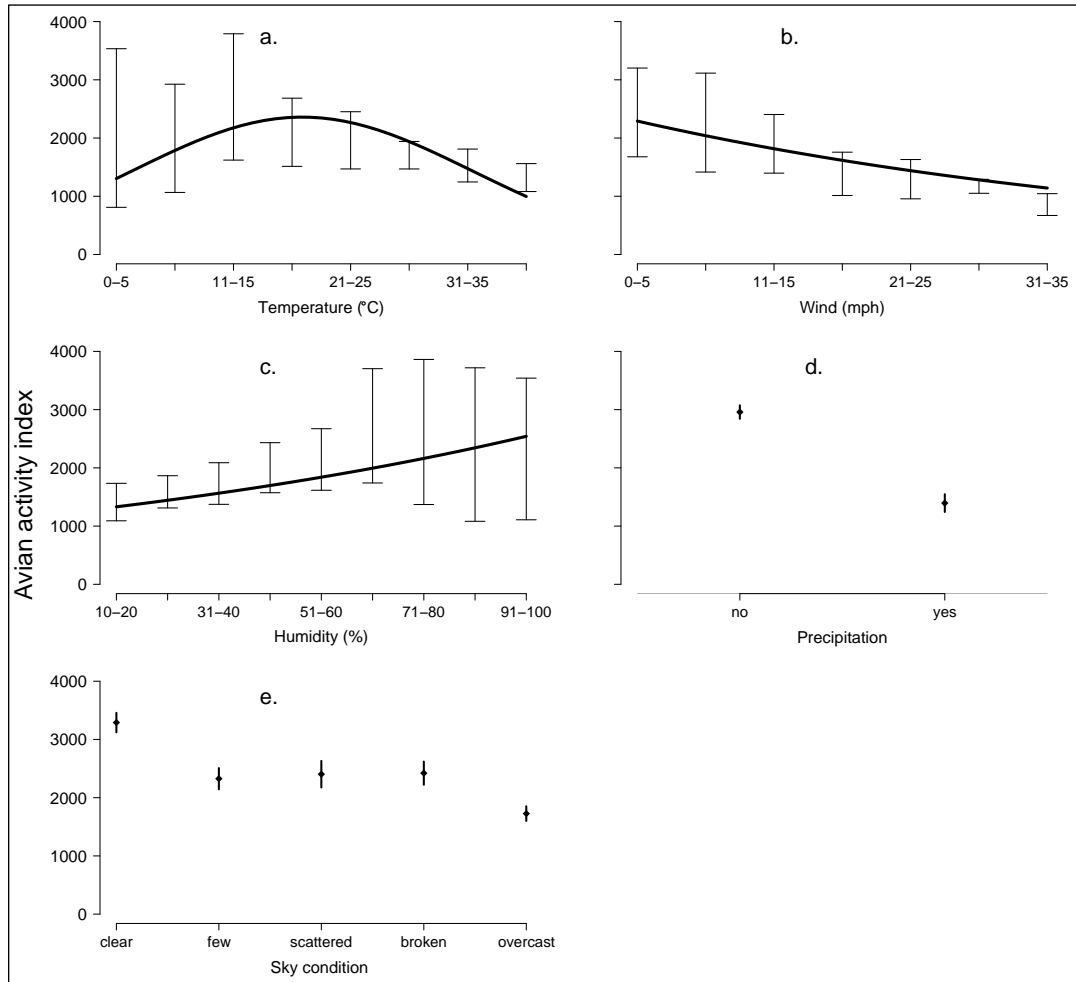 Avian activity index
a.
4000
3000
2000
1000
0
0–5 11–15 21–25 31–35
Temperature (°C)
b.
0–5 11–15 21–25 31–35
Wind (mph)
c.
4000
3000
2000
1000
0
10–20 31–40 51–60 71–80 91–100
Humidity (%)
d.
no yes
Precipitation
e.
4000
3000
2000
1000
0
clear few scattered broken overcast
Sky condition